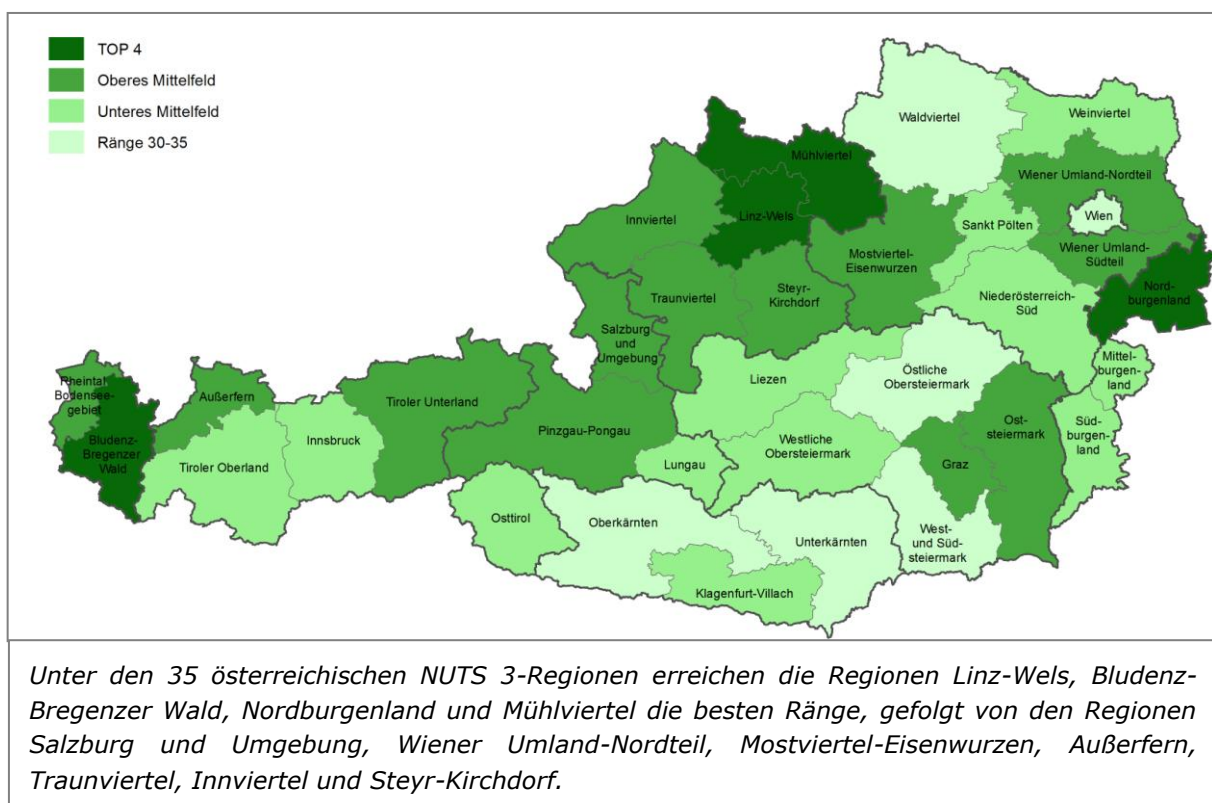 TOP 4
Oberes Mittelfeld
Unteres Mittelfeld
Ränge 30-35
Waldviertel
Weinviertel
Mühlviertel
Wiener Umland-Nordteil
Linz-Wels
Wien
Innviertel
Sankt Pölten
Mostviertel-
Eisenwurzen
Wiener Umland-
Südteil
Nord-
burgenland
Traunviertel
Steyr-
Kirchdorf
Niederösterreich-
Süd
Salzburg
und
Umgebung
Mittel-
burgen-
land
Östliche
Obersteiermark
Liezen
Rheintal-
Bodensee-
gebiet
Außerfern
Tiroler Unterland
Süd-
burgen-
land
Ost-
steiermark
Pinzgau-Pongau
Innsbruck
Bludenz-
Bregenzer
Wald
Tiroler Oberland
Westliche
Obersteiermark
Lungau
Graz
Osttirol
Oberkärnten
Unterkärnten
West-
und Süd-
steiermark
Klagenfurt-Villach
Unter den 35 österreichischen NUTS 3-Regionen erreichen die Regionen Linz-Wels, Bludenz-
Bregenzer Wald, Nordburgenland und Mühlviertel die besten Ränge, gefolgt von den Regionen
Salzburg und Umgebung, Wiener Umland-Nordteil, Mostviertel-Eisenwurzen, Außerfern,
Traunviertel, Innviertel und Steyr-Kirchdorf.